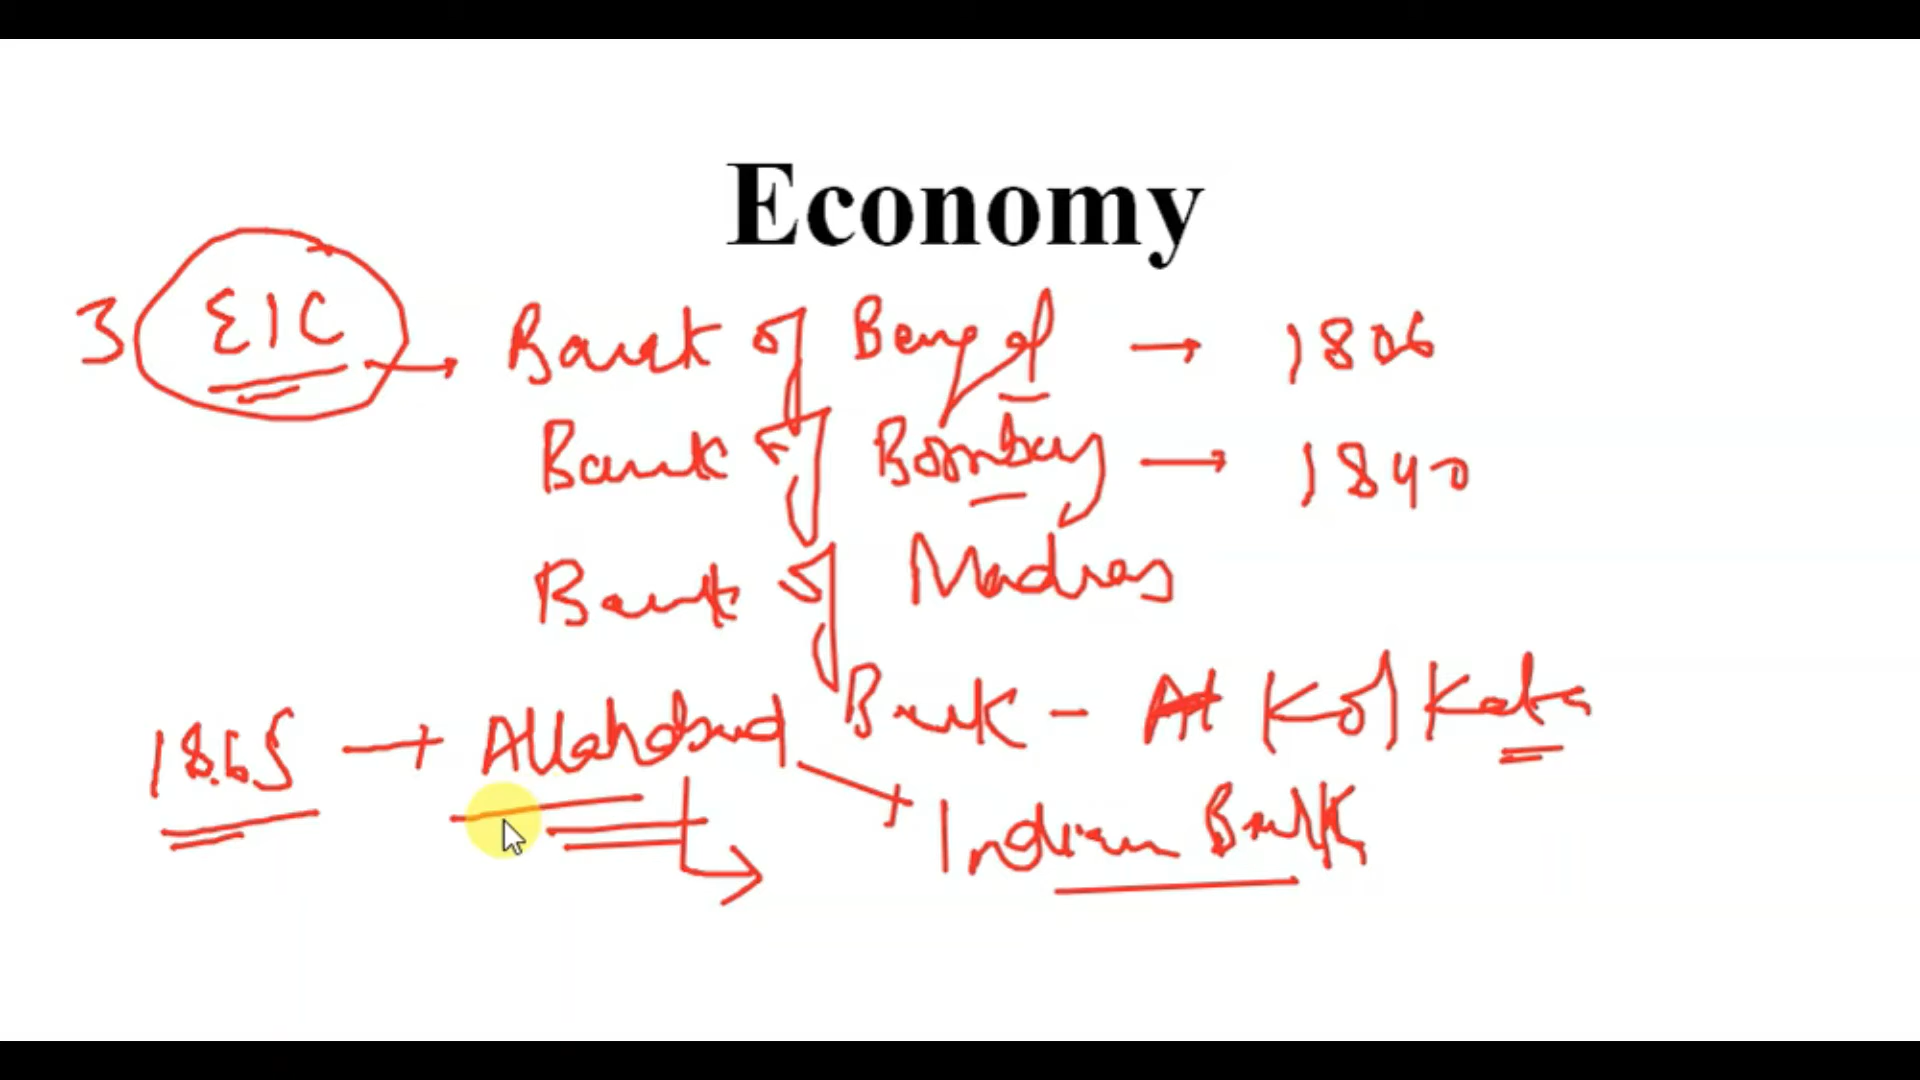 Economy
3 EIC → Bank of Bengal → 1806
Bank of Bombay → 1840
Bank of Madras
1865 → Allahabad Bank - At Kolkata
Indian Bank